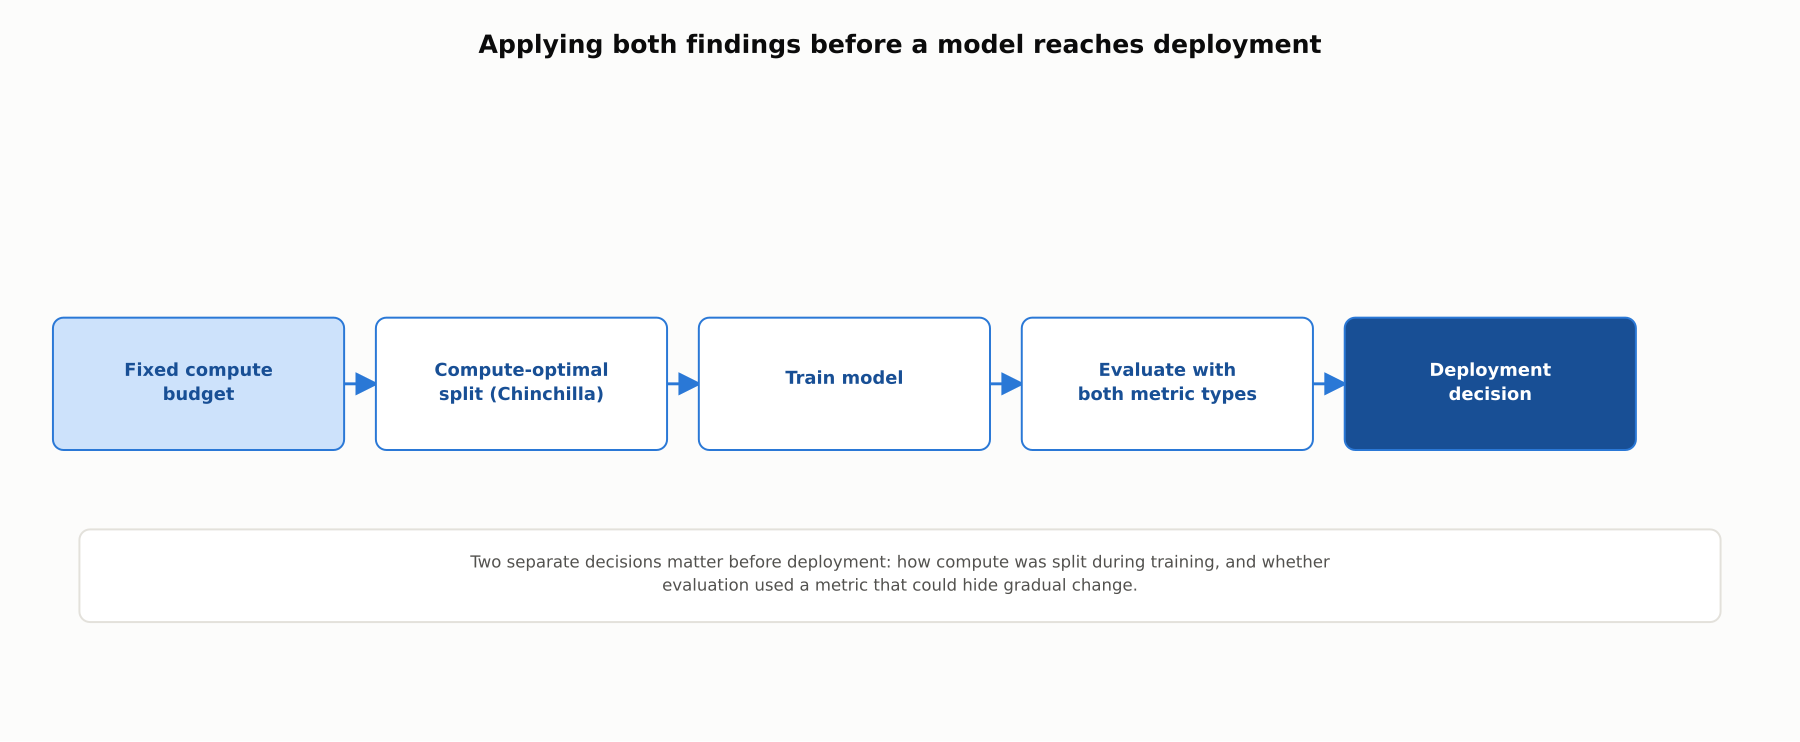 Applying both findings before a model reaches deployment
Fixed compute
budget
Compute-optimal
split (Chinchilla)
Train model
Evaluate with
both metric types
Deployment
decision
Two separate decisions matter before deployment: how compute was split during training, and whether
evaluation used a metric that could hide gradual change.